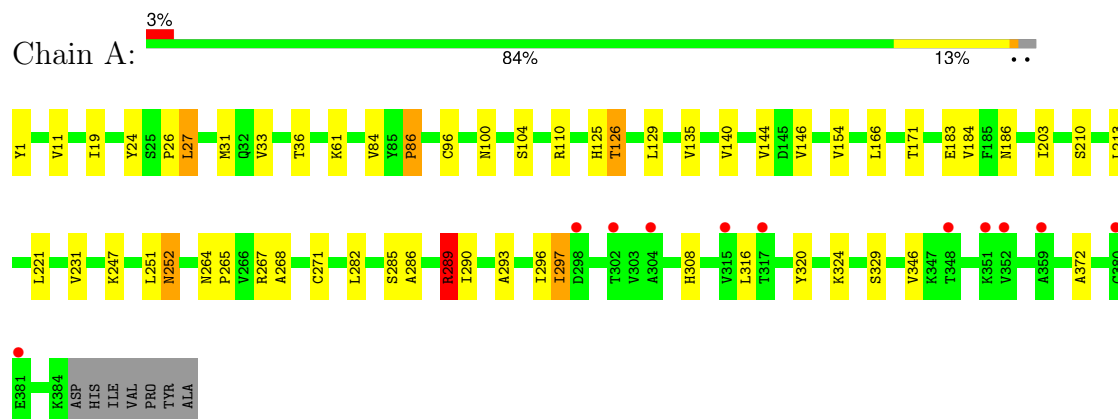 3%
Chain A:
84% 13% • •
Y1 V11 I19 Y24 S25 P26 L27 M31 Q32 V33 T36 K61 V84 Y85 P86 C96 N100 S104 R110 H125 T126 L129 V135 V140 V144 D145 V146 V154 L166 T171 E183 V184 F185 N186 I203 S210 L213
L221 V231 K247 L251 N252 N264 P265 V266 R267 A268 C271 L282 S285 A286 R289 I290 A293 I296 I297 D298 T302 V303 A304 H308 V315 L316 T317 Y320 K324 S329 V346 K347 T348 K351 V352 A359 A372 G380
E381 K384 ASP HIS ILE VAL PRO TYR ALA